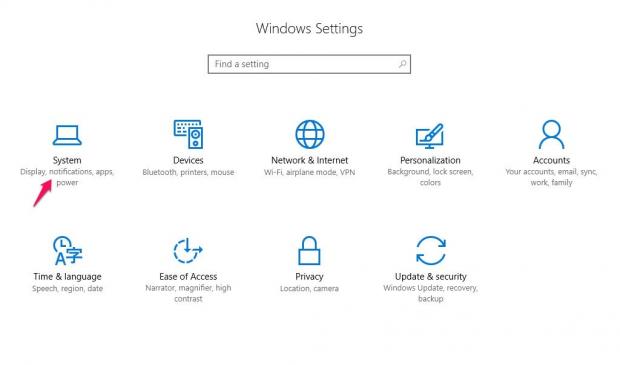 Windows Settings
Find a setting
System
Display, notifications, apps,
power
Devices
Bluetooth, printers, mouse
Network & Internet
Wi-Fi, airplane mode, VPN
Personalization
Background, lock screen,
colors
Accounts
Your accounts, email, sync,
work, family
Time & language
Speech, region, date
Ease of Access
Narrator, magnifier, high
contrast
Privacy
Location, camera
Update & security
Windows Update, recovery,
backup